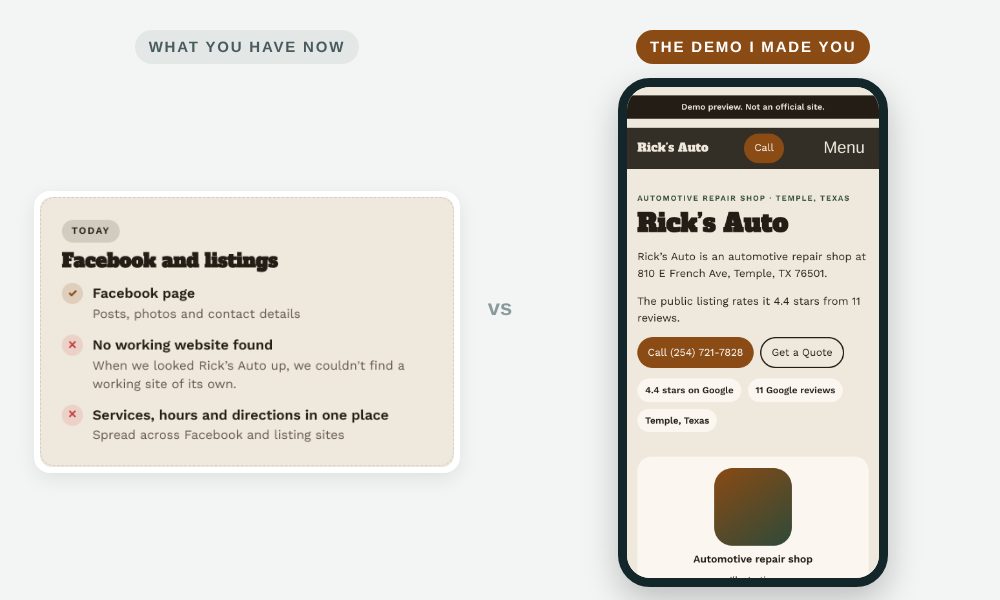 WHAT YOU HAVE NOW
TODAY
Facebook and listings
Facebook page
Posts, photos and contact details
No working website found
When we looked Rick's Auto up, we couldn't find a
working site of its own.
Services, hours and directions in one place
Spread across Facebook and listing sites
VS
THE DEMO I MADE YOU
Demo preview. Not an official site.
Rick's Auto
Call
Menu
AUTOMOTIVE REPAIR SHOP · TEMPLE, TEXAS
Rick's Auto
Rick's Auto is an automotive repair shop at
810 E French Ave, Temple, TX 76501.
The public listing rates it 4.4 stars from 11
reviews.
Call (254) 721-7828
Get a Quote
4.4 stars on Google
11 Google reviews
Temple, Texas
Automotive repair shop